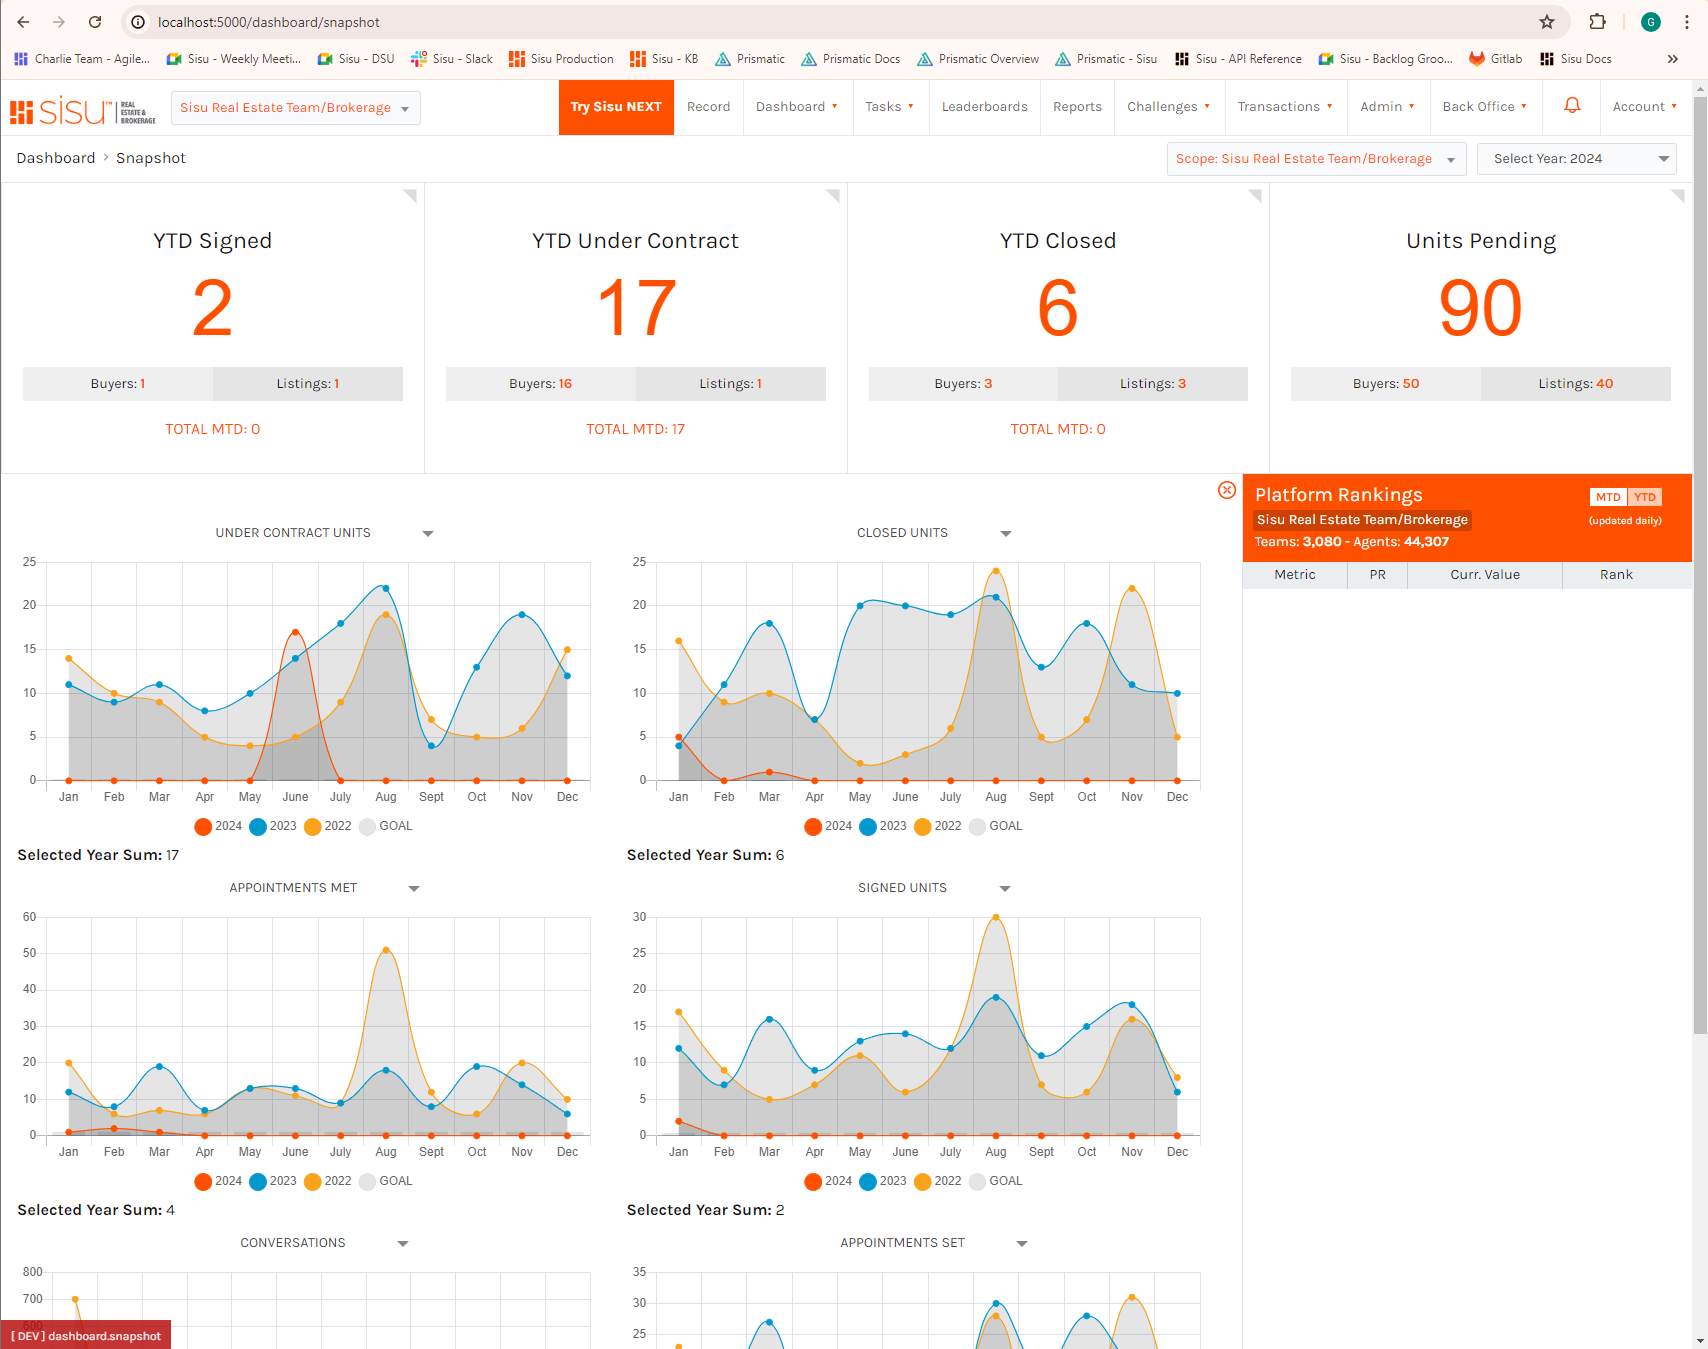 localhost:5000/dashboard/snapshot
G
Charlie Team - Agile... Sisu - Weekly Meeti... Sisu - DSU Sisu - Slack Sisu Production Sisu - KB Prismatic Prismatic Docs Prismatic Overview Prismatic - Sisu Sisu - API Reference Sisu - Backlog Groo... Gitlab Sisu Docs »
sisu™ REAL ESTATE & BROKERAGE
Sisu Real Estate Team/Brokerage
Try Sisu NEXT Record Dashboard Tasks Leaderboards Reports Challenges Transactions Admin Back Office Account
Dashboard › Snapshot
Scope: Sisu Real Estate Team/Brokerage
Select Year: 2024
YTD Signed
2
Buyers: 1 Listings: 1
TOTAL MTD: 0
YTD Under Contract
17
Buyers: 16 Listings: 1
TOTAL MTD: 17
YTD Closed
6
Buyers: 3 Listings: 3
TOTAL MTD: 0
Units Pending
90
Buyers: 50 Listings: 40
UNDER CONTRACT UNITS
25
20
15
10
5
0
Jan Feb Mar Apr May June July Aug Sept Oct Nov Dec
2024 2023 2022 GOAL
Selected Year Sum: 17
CLOSED UNITS
25
20
15
10
5
0
Jan Feb Mar Apr May June July Aug Sept Oct Nov Dec
2024 2023 2022 GOAL
Selected Year Sum: 6
Platform Rankings
MTD YTD
Sisu Real Estate Team/Brokerage
(updated daily)
Teams: 3,080 - Agents: 44,307
Metric PR Curr. Value Rank
APPOINTMENTS MET
60
50
40
30
20
10
0
Jan Feb Mar Apr May June July Aug Sept Oct Nov Dec
2024 2023 2022 GOAL
Selected Year Sum: 4
SIGNED UNITS
30
25
20
15
10
5
0
Jan Feb Mar Apr May June July Aug Sept Oct Nov Dec
2024 2023 2022 GOAL
Selected Year Sum: 2
CONVERSATIONS
800
700
600
APPOINTMENTS SET
35
30
25
[ DEV ] dashboard.snapshot